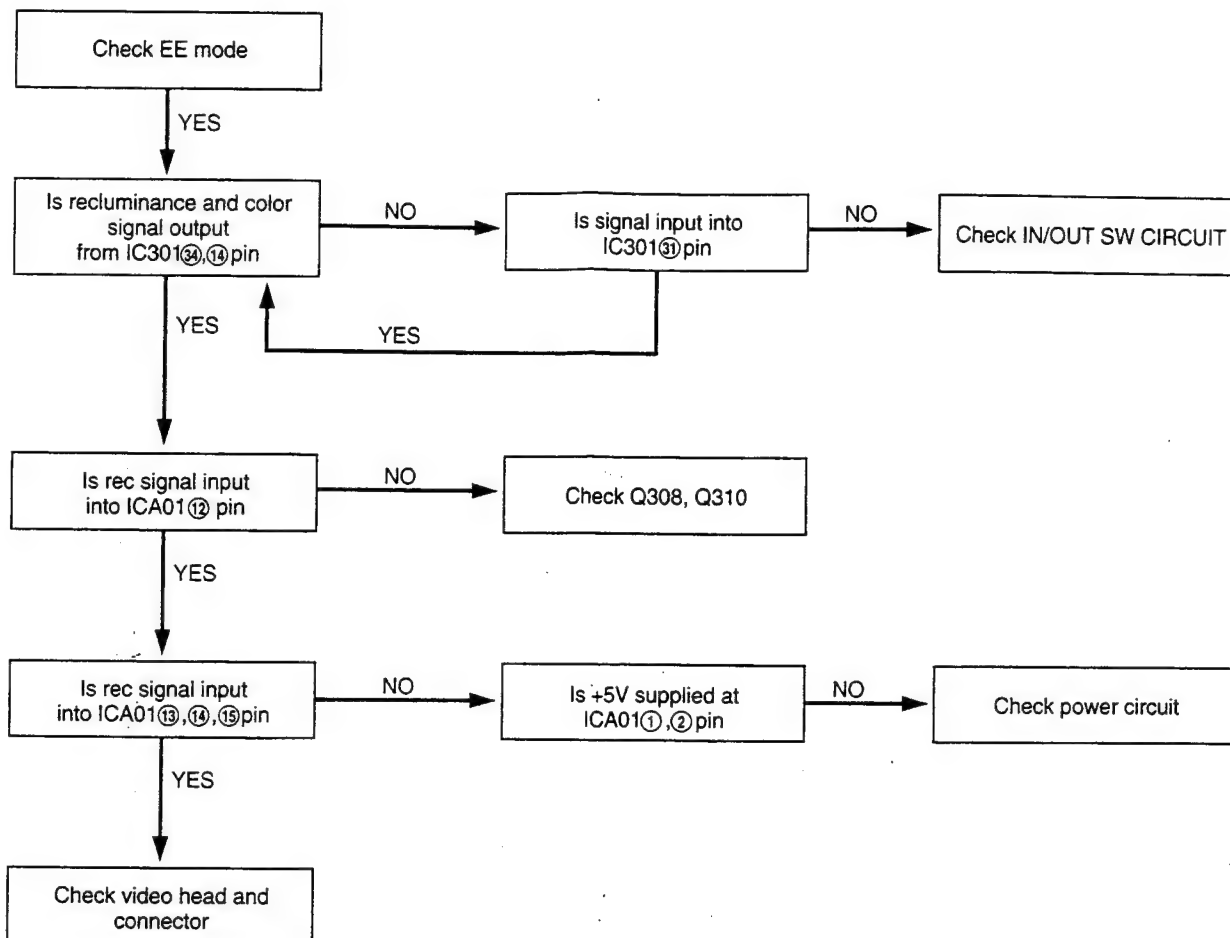 Check EE mode
YES
Is recluminance and color
signal output
from IC301㉞,⑭pin
NO
Is signal input into
IC301㉛pin
NO
Check IN/OUT SW CIRCUIT
YES
YES
Is rec signal input
into ICA01⑫ pin
NO
Check Q308, Q310
YES
Is rec signal input
into ICA01⑬,⑭,⑮pin
NO
Is +5V supplied at
ICA01①,②pin
NO
Check power circuit
YES
Check video head and
connector